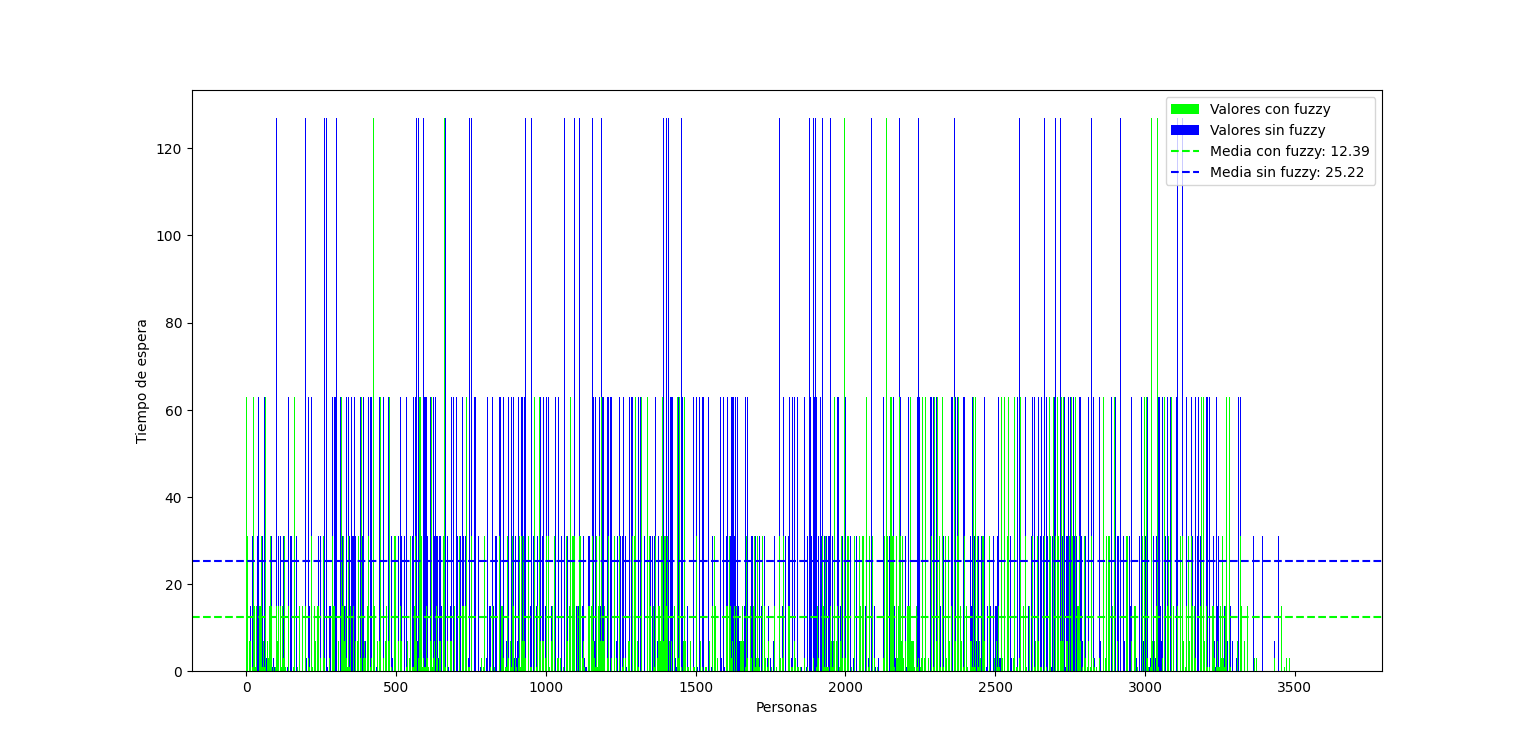 Valores con fuzzy
Valores sin fuzzy
Media con fuzzy: 12.39
Media sin fuzzy: 25.22
120
100
80
60
40
20
0
Tiempo de espera
0 500 1000 1500 2000 2500 3000 3500
Personas